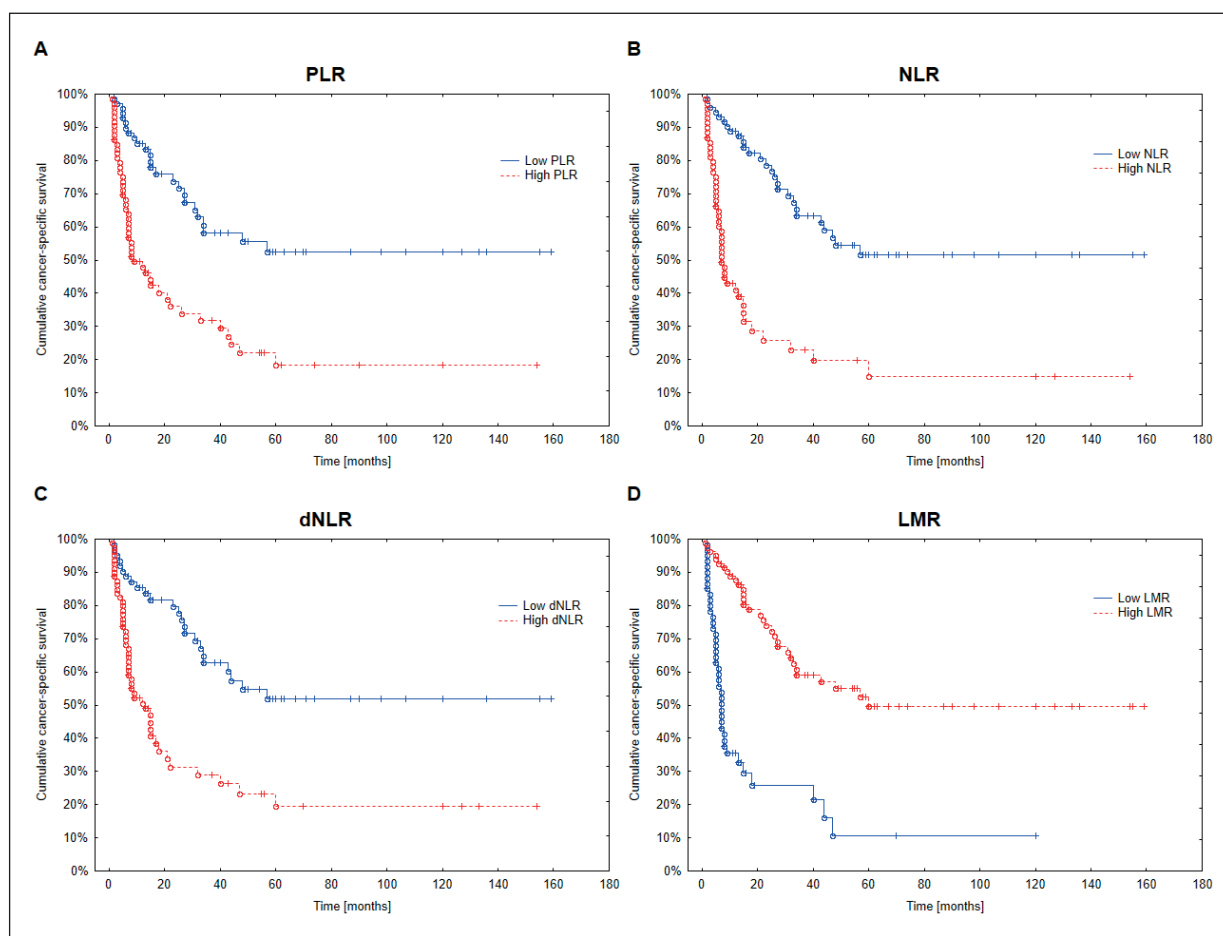 A
PLR
Cumulative cancer-specific survival
100%
90%
80%
70%
60%
50%
40%
30%
20%
10%
0%
Low PLR
High PLR
0 20 40 60 80 100 120 140 160 180
Time [months]
B
NLR
Cumulative cancer-specific survival
100%
90%
80%
70%
60%
50%
40%
30%
20%
10%
0%
Low NLR
High NLR
0 20 40 60 80 100 120 140 160 180
Time [months]
C
dNLR
Cumulative cancer-specific survival
100%
90%
80%
70%
60%
50%
40%
30%
20%
10%
0%
Low dNLR
High dNLR
0 20 40 60 80 100 120 140 160 180
Time [months]
D
LMR
Cumulative cancer-specific survival
100%
90%
80%
70%
60%
50%
40%
30%
20%
10%
0%
Low LMR
High LMR
0 20 40 60 80 100 120 140 160 180
Time [months]